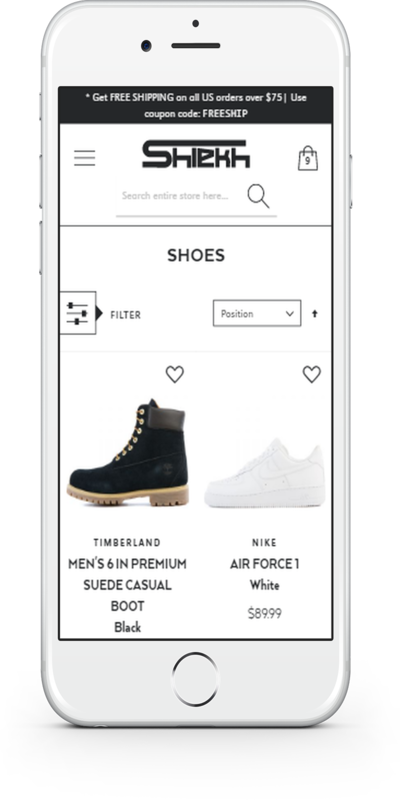 * Get FREE SHIPPING on all US orders over $75 | Use
coupon code: FREESHIP
SHIEKH
9
Search entire store here...
SHOES
FILTER
Position
TIMBERLAND
NIKE
MEN'S 6 IN PREMIUM
SUEDE CASUAL
BOOT
Black
AIR FORCE 1
White
$89.99